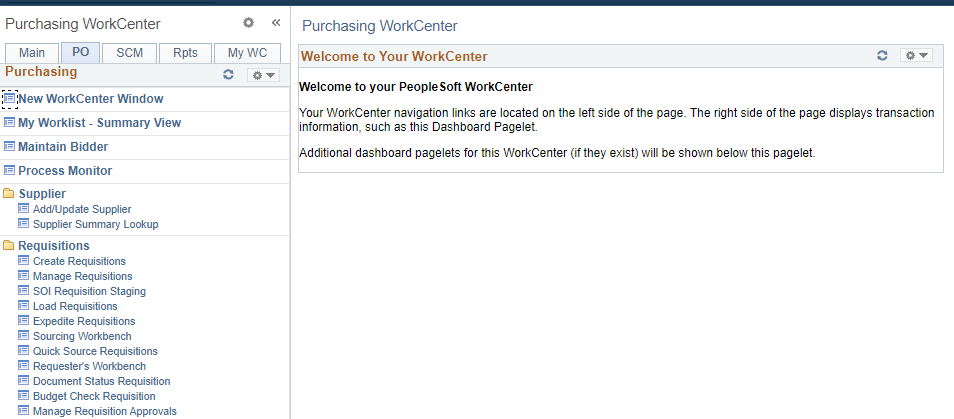 Purchasing WorkCenter
Main PO SCM Rpts My WC
Purchasing
New WorkCenter Window
My Worklist - Summary View
Maintain Bidder
Process Monitor
Supplier
Add/Update Supplier
Supplier Summary Lookup
Requisitions
Create Requisitions
Manage Requisitions
SOI Requisition Staging
Load Requisitions
Expedite Requisitions
Sourcing Workbench
Quick Source Requisitions
Requester's Workbench
Document Status Requisition
Budget Check Requisition
Manage Requisition Approvals
Purchasing WorkCenter
Welcome to Your WorkCenter
Welcome to your PeopleSoft WorkCenter
Your WorkCenter navigation links are located on the left side of the page. The right side of the page displays transaction
information, such as this Dashboard Pagelet.
Additional dashboard pagelets for this WorkCenter (if they exist) will be shown below this pagelet.